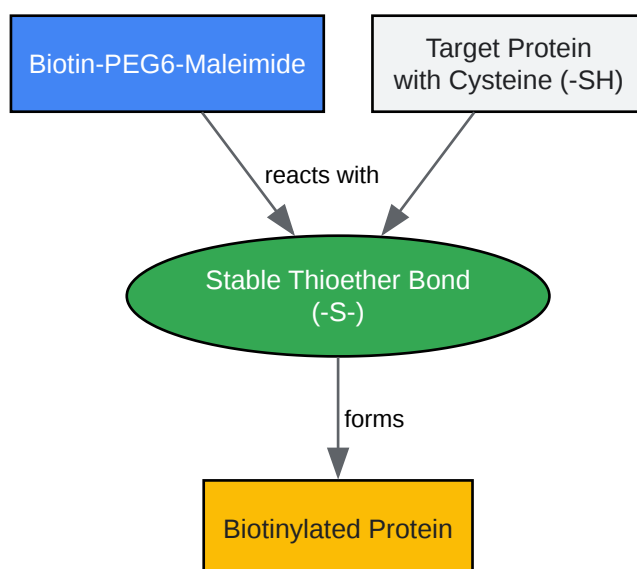 Biotin-PEG6-Maleimide
Target Protein
with Cysteine (-SH)
reacts with
Stable Thioether Bond
(-S-)
forms
Biotinylated Protein